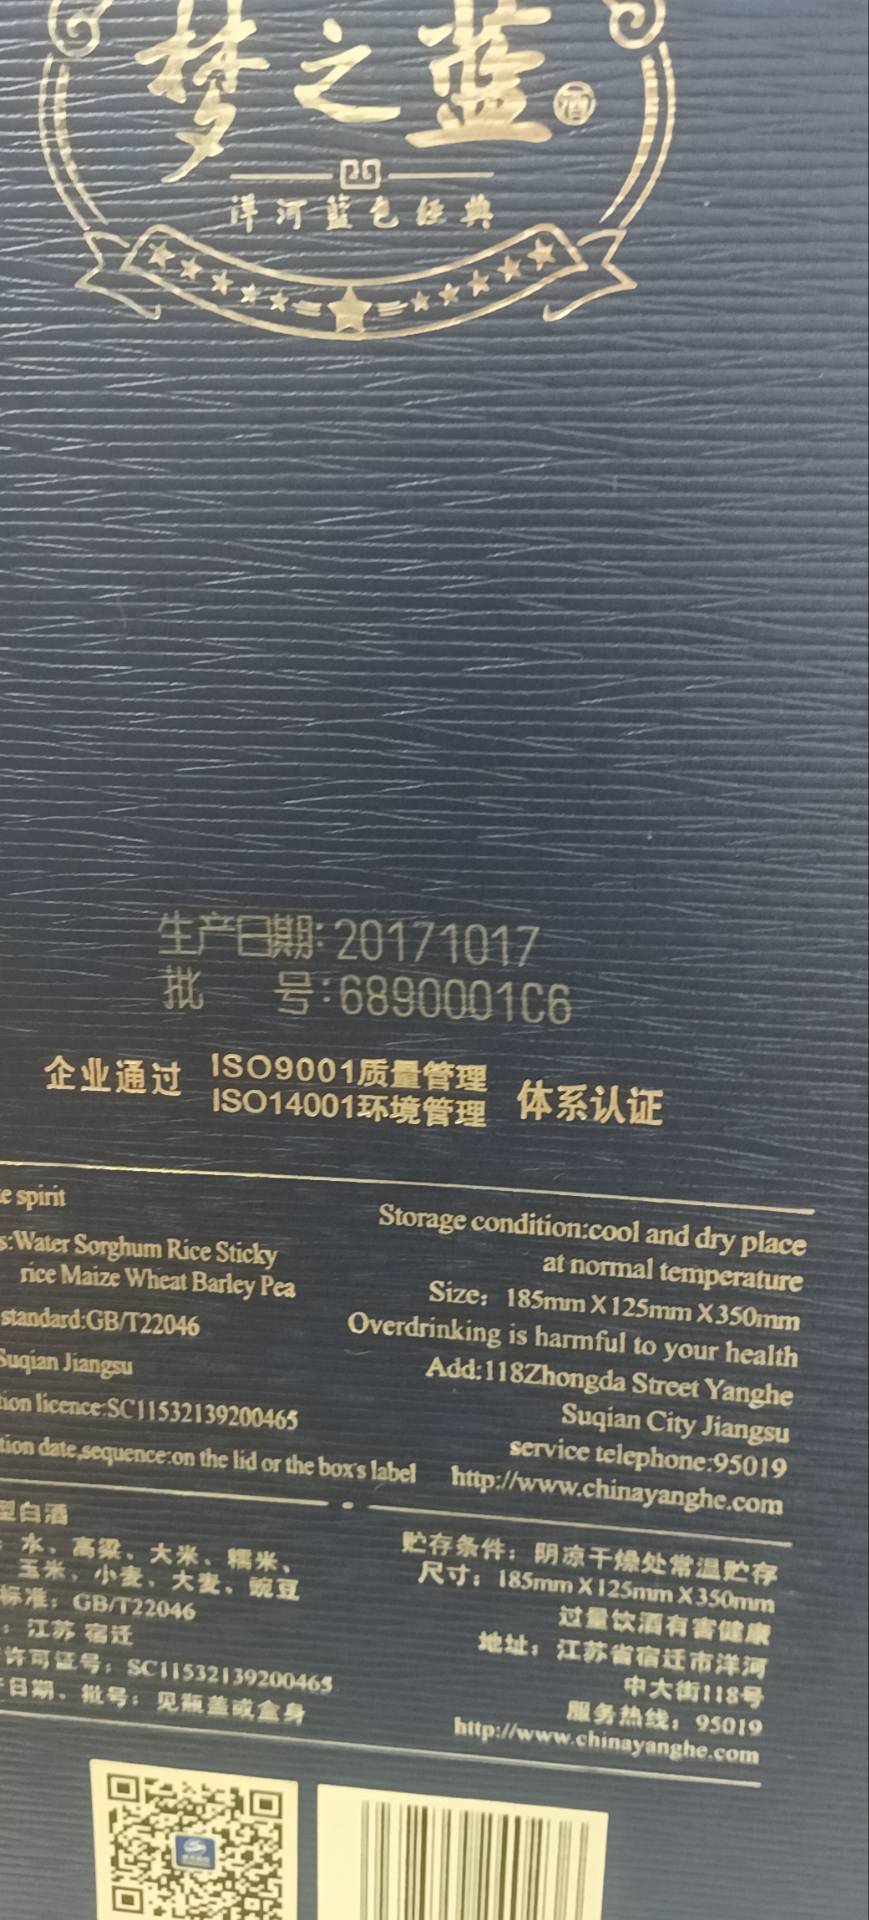 梦之蓝
酒
洋河蓝色经典
生产日期:20171017
批 号:6890001C6
企业通过 ISO9001质量管理 体系认证
ISO14001环境管理
e spirit
s:Water Sorghum Rice Sticky
rice Maize Wheat Barley Pea
standard:GB/T22046
Suqian Jiangsu
tion licence:SC11532139200465
tion date,sequence:on the lid or the box's label
Storage condition:cool and dry place
at normal temperature
Size: 185mm X 125mm X 350mm
Overdrinking is harmful to your health
Add:118Zhongda Street Yanghe
Suqian City Jiangsu
service telephone:95019
http://www.chinayanghe.com
型白酒
：水、高粱、大米、糯米、
玉米、小麦、大麦、豌豆
标准：GB/T22046
：江苏 宿迁
许可证号：SC11532139200465
日期、批号：见瓶盖或盒身
贮存条件：阴凉干燥处常温贮存
尺寸：185mm X 125mm X 350mm
过量饮酒有害健康
地址：江苏省宿迁市洋河
中大街118号
服务热线：95019
http://www.chinayanghe.com